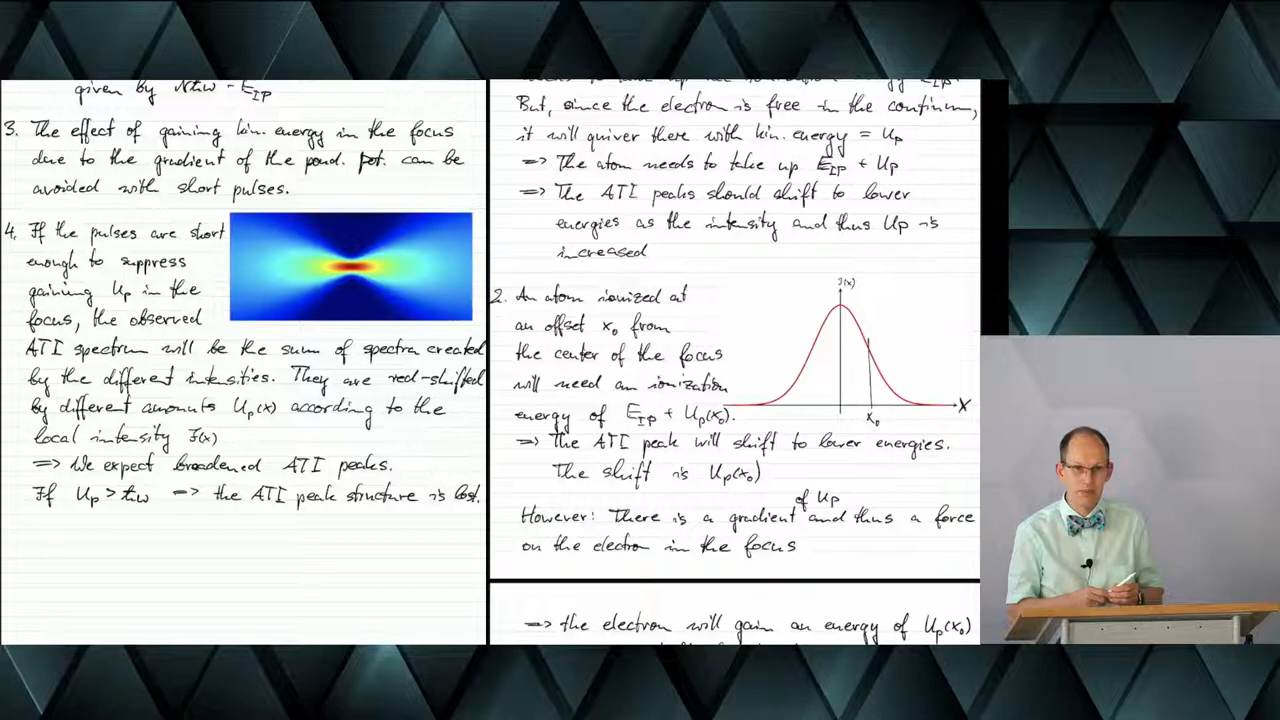 given by Nℏω - E_IP
3. The effect of gaining kin. energy in the focus
due to the gradient of the pond. pot. can be
avoided with short pulses.
4. If the pulses are short
enough to suppress
gaining Up in the
focus, the observed
ATI spectrum will be the sum of spectra created
by the different intensities. They are red-shifted
by different amounts Up(x) according to the
local intensity I(x)
=> We expect broadened ATI peaks.
If Up > ℏω => the ATI peak structure is lost.
But, since the electron is free in the continuum,
it will quiver there with kin. energy = Up
=> The atom needs to take up E_IP + Up
=> The ATI peaks should shift to lower
energies as the intensity and thus Up is
increased
2. An atom ionized at
an offset x₀ from
the center of the focus
will need an ionization
energy of E_IP + Up(x₀).
I(x)
x
x₀
=> The ATI peak will shift to lower energies.
The shift is Up(x₀)
of Up
However: There is a gradient and thus a force
on the electron in the focus
=> the electron will gain an energy of Up(x₀)